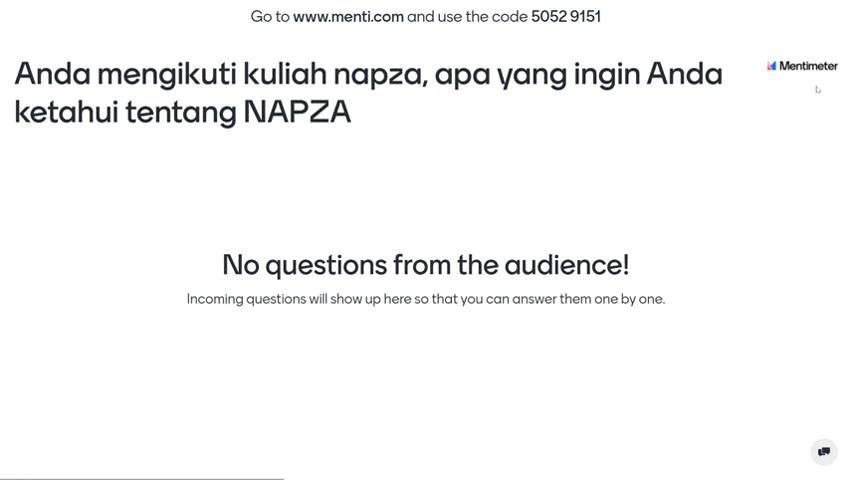 Go to www.menti.com and use the code 5052 9151
Anda mengikuti kuliah napza, apa yang ingin Anda
ketahui tentang NAPZA
Mentimeter
No questions from the audience!
Incoming questions will show up here so that you can answer them one by one.